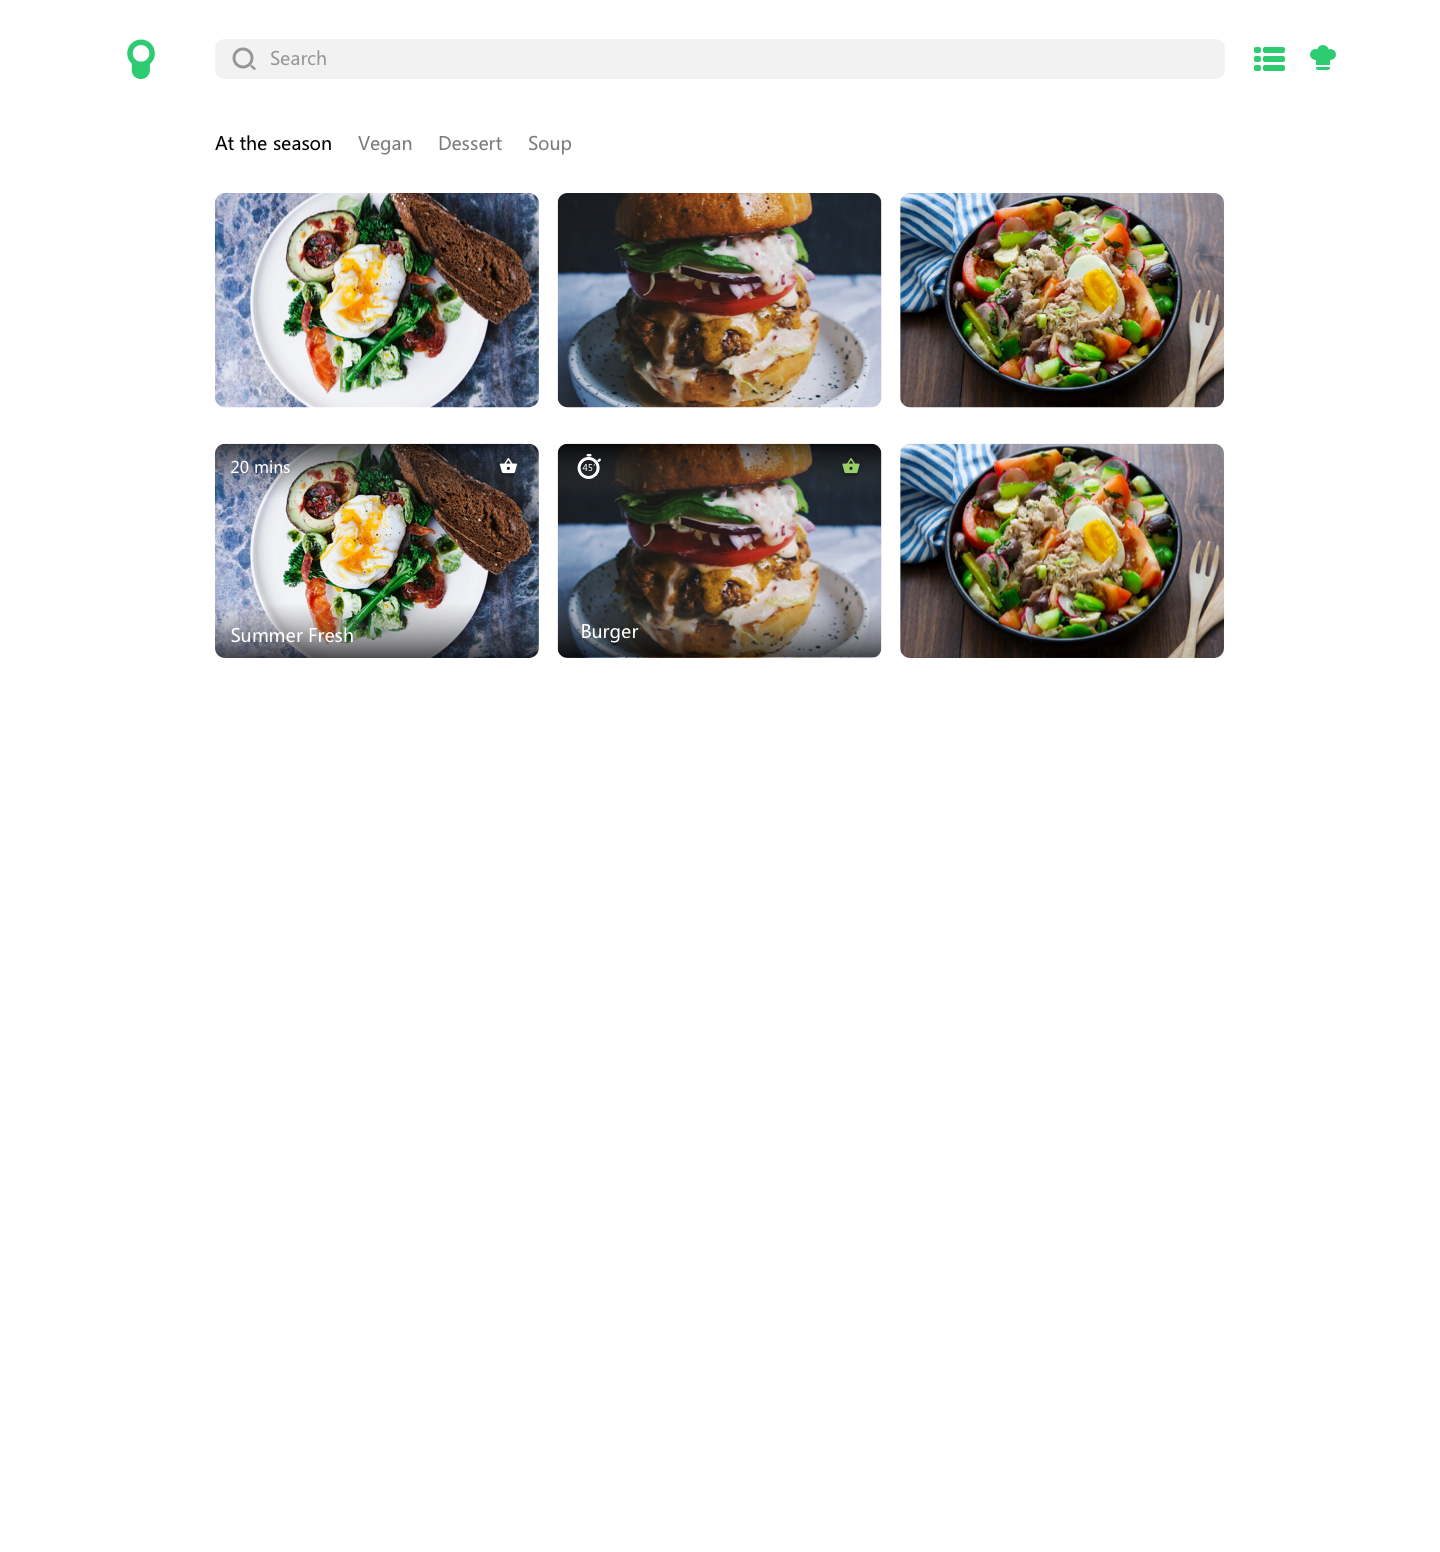 Search
At the season Vegan Dessert Soup
20 mins
45'
Summer Fresh
Burger